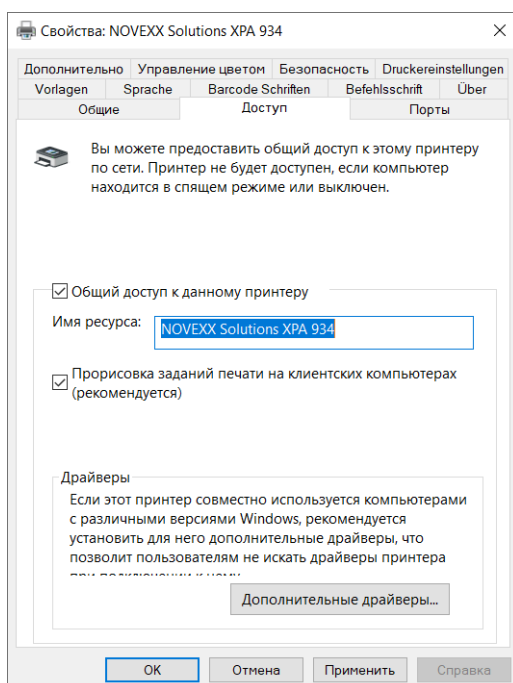 Свойства: NOVEXX Solutions XPA 934
Дополнительно Управление цветом Безопасность Druckereinstellungen
Vorlagen Sprache Barcode Schriften Befehlsschrift Über
Общие Доступ Порты
Вы можете предоставить общий доступ к этому принтеру
по сети. Принтер не будет доступен, если компьютер
находится в спящем режиме или выключен.
Общий доступ к данному принтеру
Имя ресурса: NOVEXX Solutions XPA 934
Прорисовка заданий печати на клиентских компьютерах
(рекомендуется)
Драйверы
Если этот принтер совместно используется компьютерами
с различными версиями Windows, рекомендуется
установить для него дополнительные драйверы, что
позволит пользователям не искать драйверы принтера
при подключении к нему.
Дополнительные драйверы...
OK Отмена Применить Справка